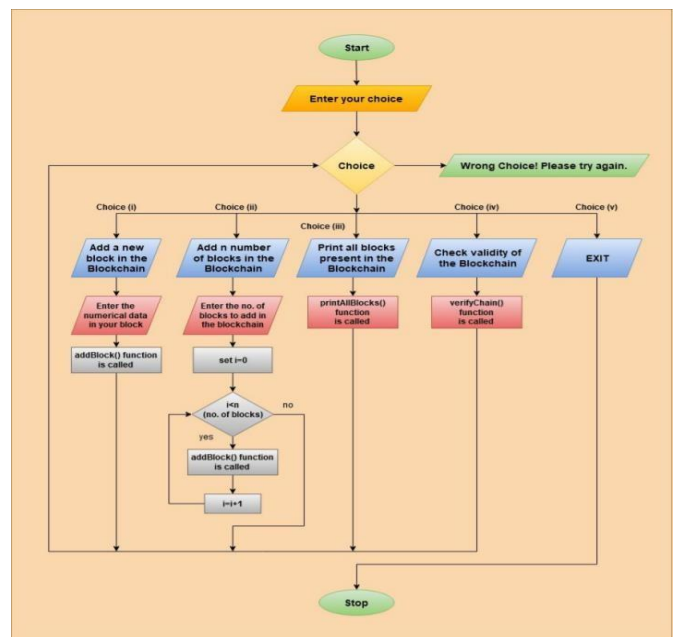 Start
Enter your choice
Choice
Wrong Choice! Please try again.
Choice (i)
Choice (ii)
Choice (iii)
Choice (iv)
Choice (v)
Add a new
block in the
Blockchain
Add n number
of blocks in the
Blockchain
Print all blocks
present in the
Blockchain
Check validity of
the Blockchain
EXIT
Enter the
numerical data
in your block
Enter the no. of
blocks to add in
the blockchain
printAllBlocks()
function
is called
verifyChain()
function
is called
addBlock() function
is called
set i=0
i<n
(no. of blocks)
no
yes
addBlock() function
is called
i=i+1
Stop